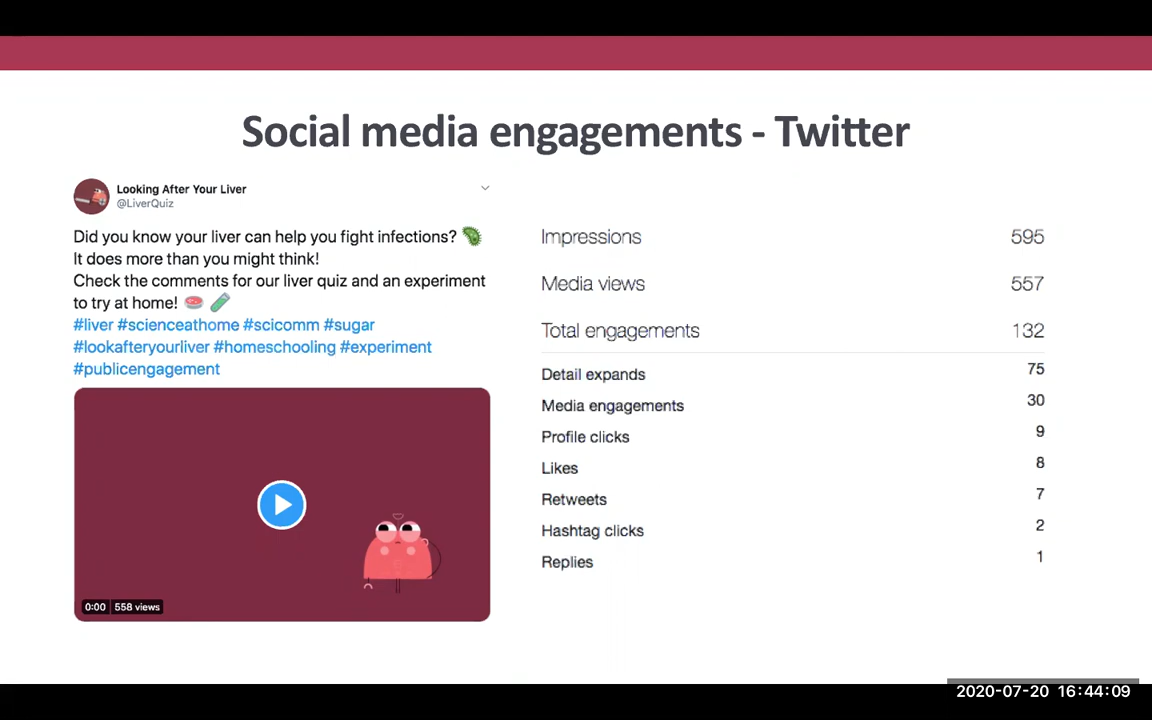 Social media engagements - Twitter
Looking After Your Liver
@LiverQuiz
Did you know your liver can help you fight infections? 🦠
It does more than you might think!
Check the comments for our liver quiz and an experiment
to try at home! 🥩 🧪
#liver #scienceathome #scicomm #sugar
#lookafteryourliver #homeschooling #experiment
#publicengagement
0:00 558 views
Impressions 595
Media views 557
Total engagements 132
Detail expands 75
Media engagements 30
Profile clicks 9
Likes 8
Retweets 7
Hashtag clicks 2
Replies 1
2020-07-20 16:44:09